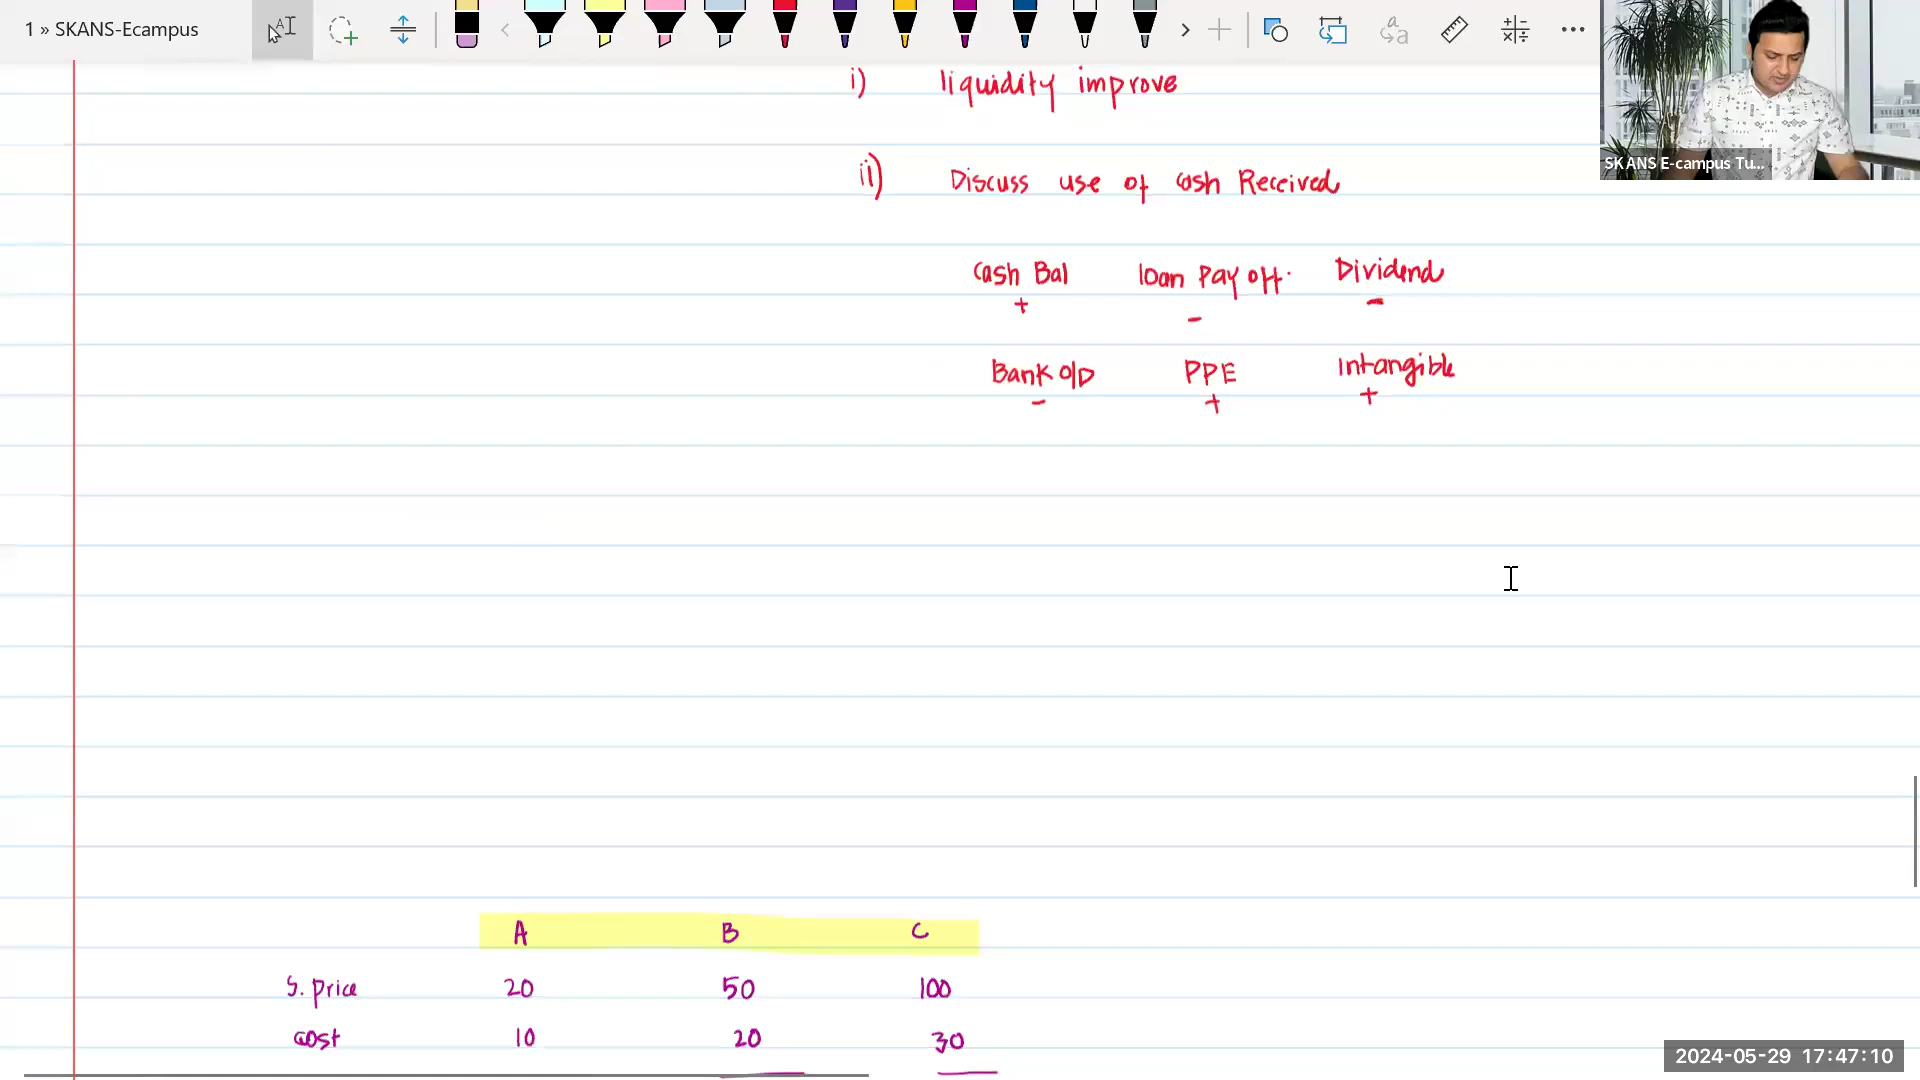 1 » SKANS-Ecampus
i) liquidity improve
SKANS E-campus Tu...
ii) Discuss use of cash Received
Cash Bal loan Pay off. Dividend
+ - -
Bank O/D PPE Intangible
- + +
A B C
S. price 20 50 100
cost 10 20 30
2024-05-29 17:47:10